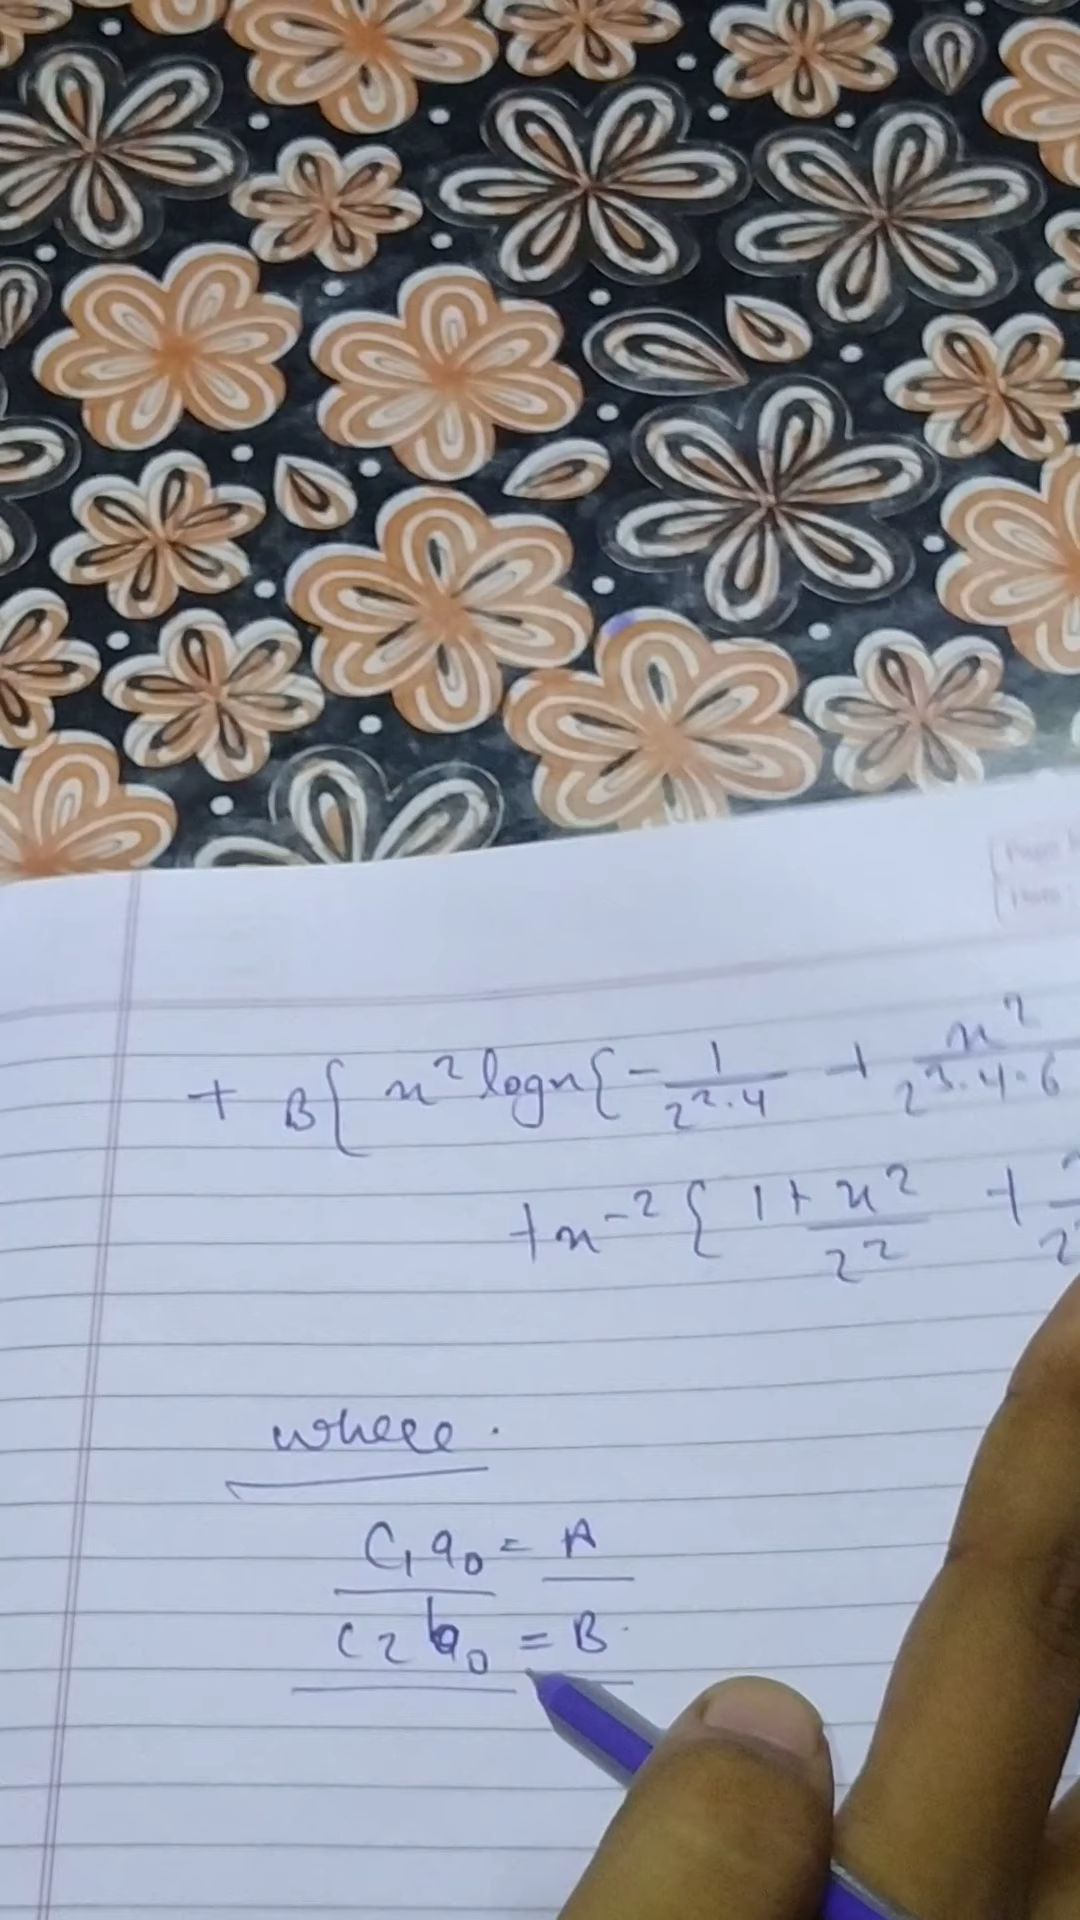 + B{ x² log x { - 1/2².4 + x²/2³.4.6
+ x⁻² { 1 + x²/2² +
where.
C₁ a₀ = A
C₂ b₀ = B.